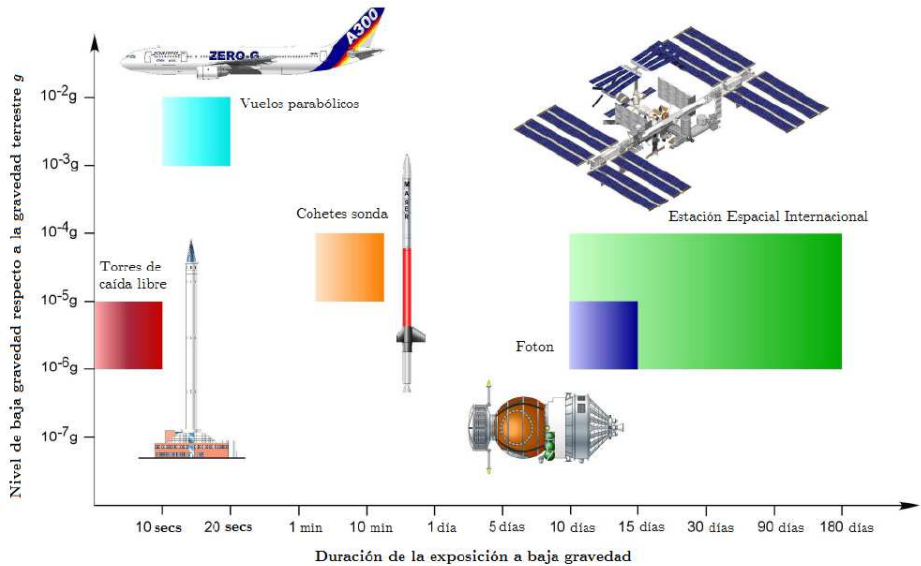 A300
ZERO-G
Nivel de baja gravedad respecto a la gravedad terrestre g
10⁻²g
10⁻³g
10⁻⁴g
10⁻⁵g
10⁻⁶g
10⁻⁷g
Vuelos parabólicos
MASER
Cohetes sonda
Estación Espacial Internacional
Torres de
caída libre
Foton
10 secs
20 secs
1 min
10 min
1 día
5 días
10 días
15 días
30 días
90 días
180 días
Duración de la exposición a baja gravedad